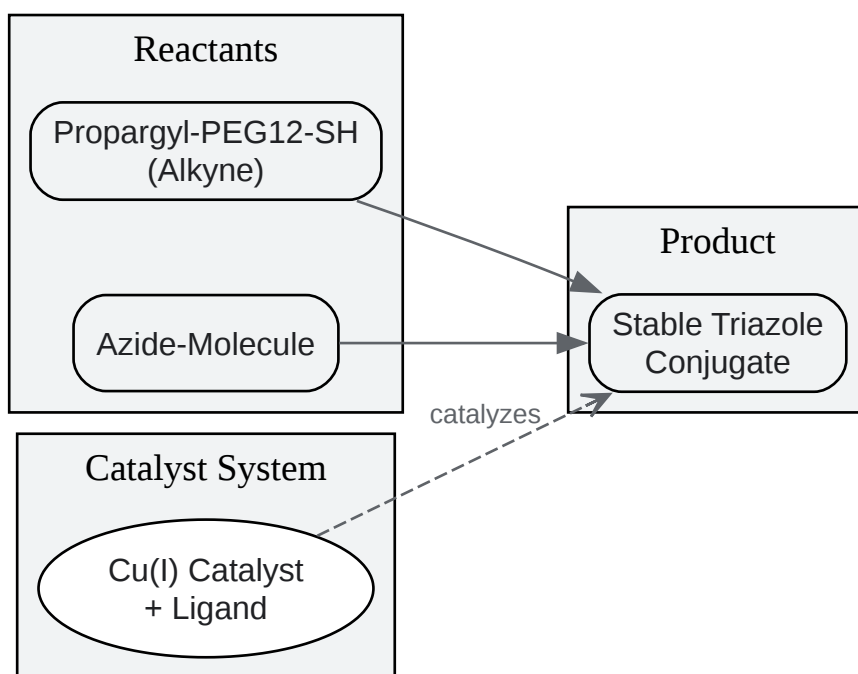 Reactants
Propargyl-PEG12-SH
(Alkyne)
Azide-Molecule
Product
Stable Triazole
Conjugate
catalyzes
Catalyst System
Cu(I) Catalyst
+ Ligand